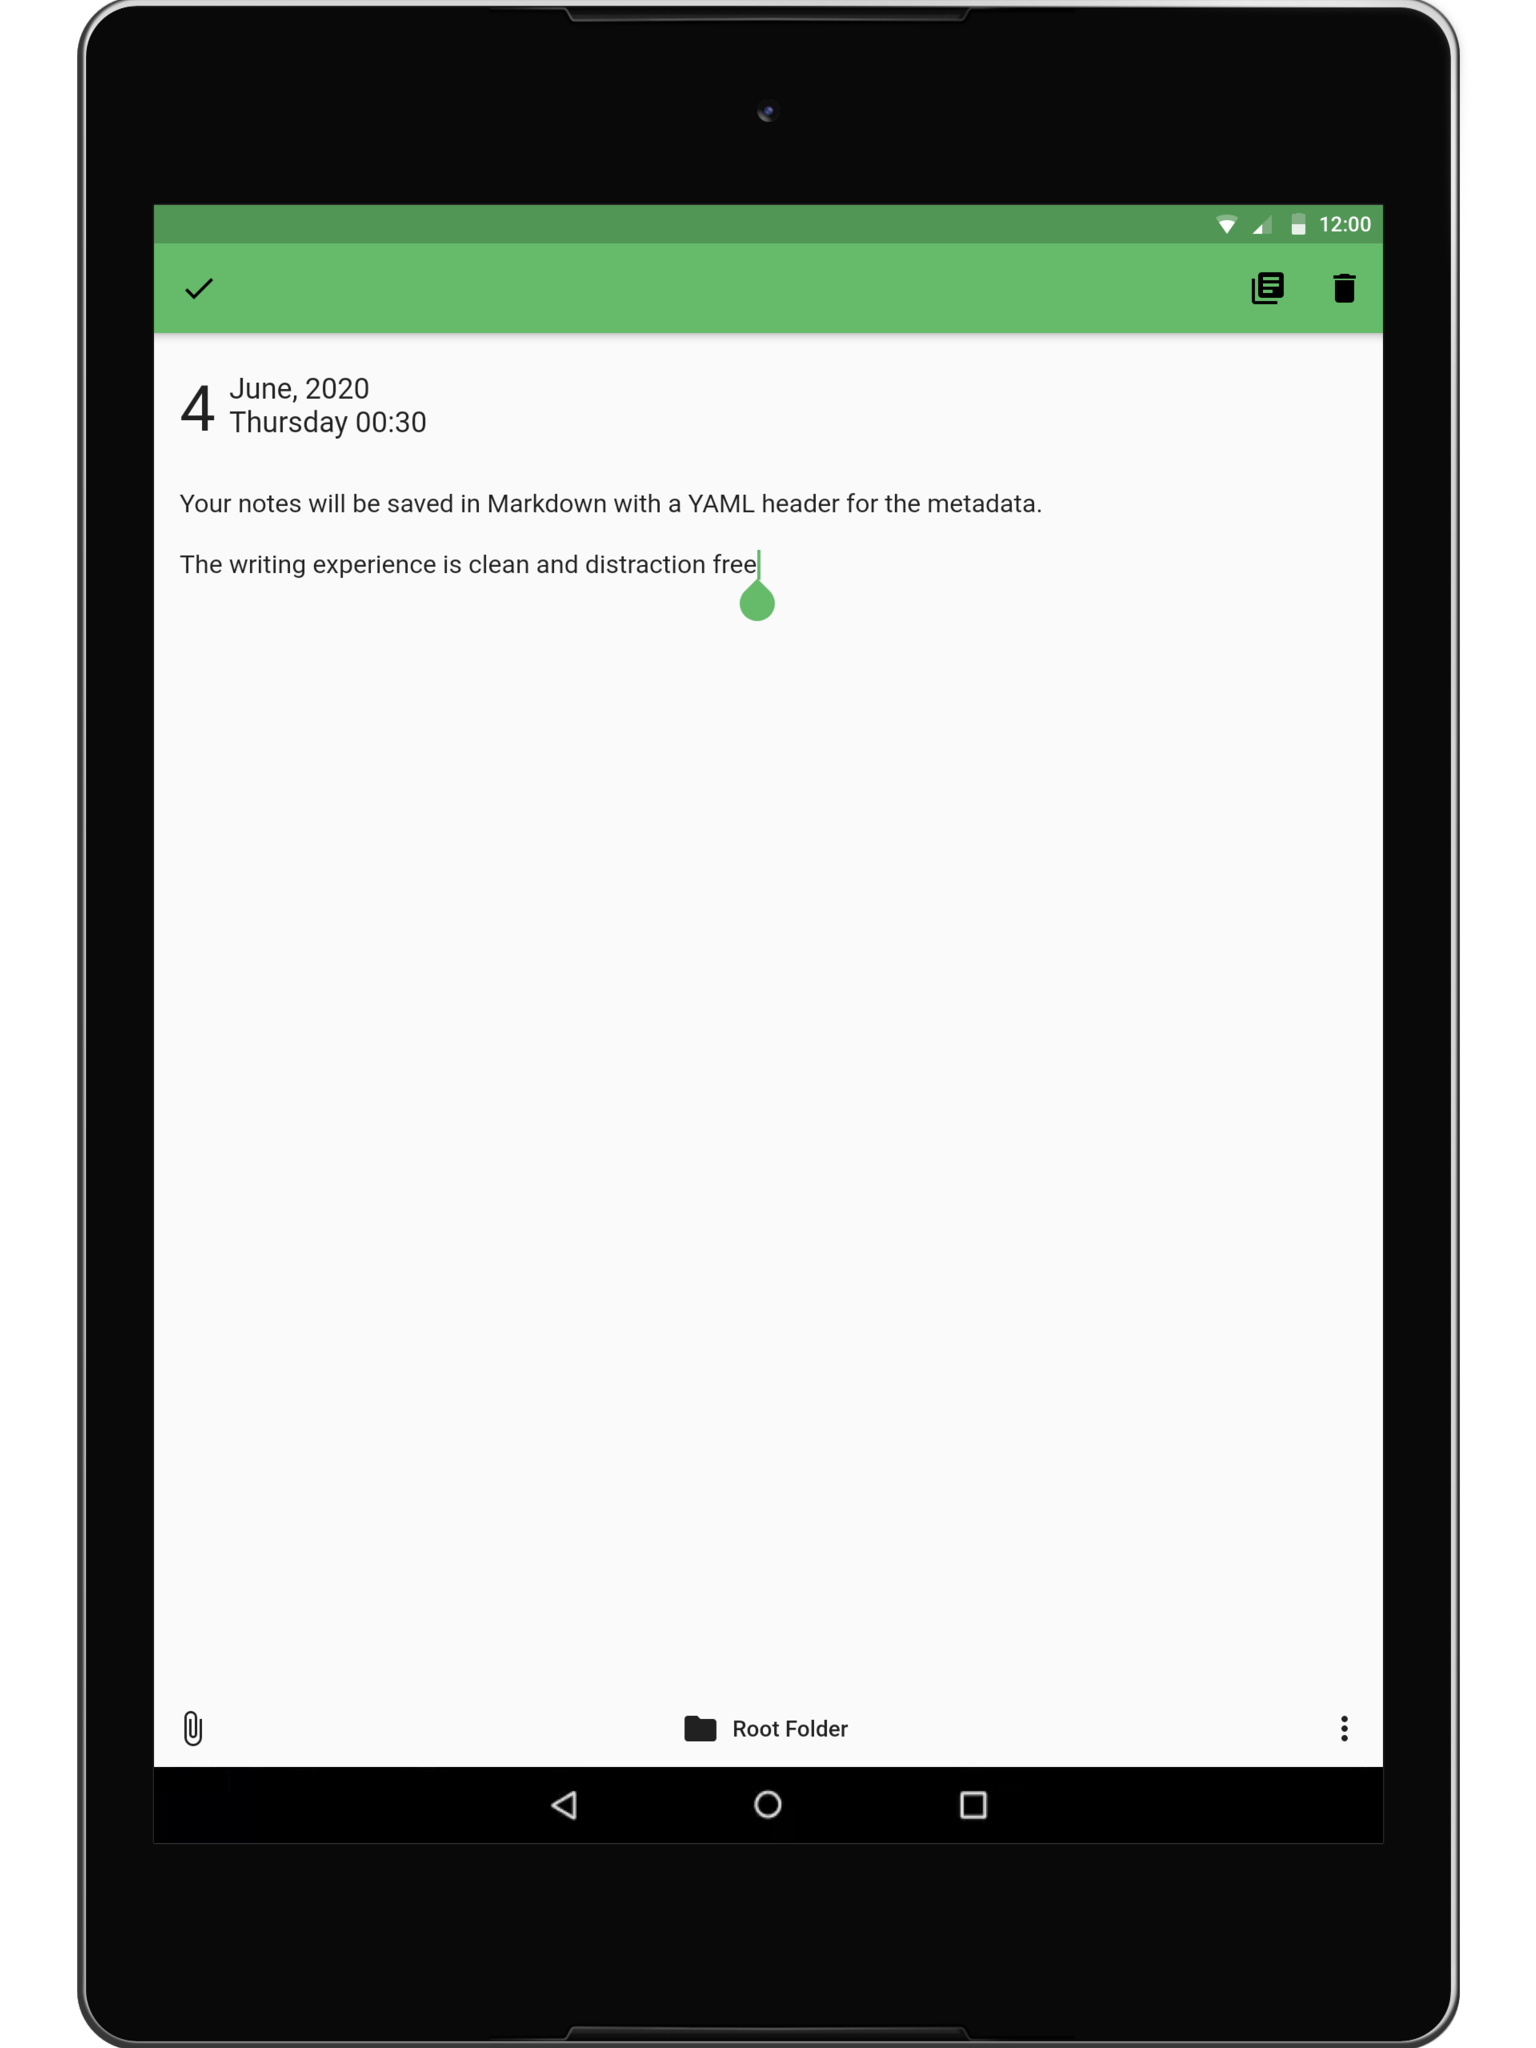 12:00
4
June, 2020
Thursday 00:30
Your notes will be saved in Markdown with a YAML header for the metadata.
The writing experience is clean and distraction free
Root Folder